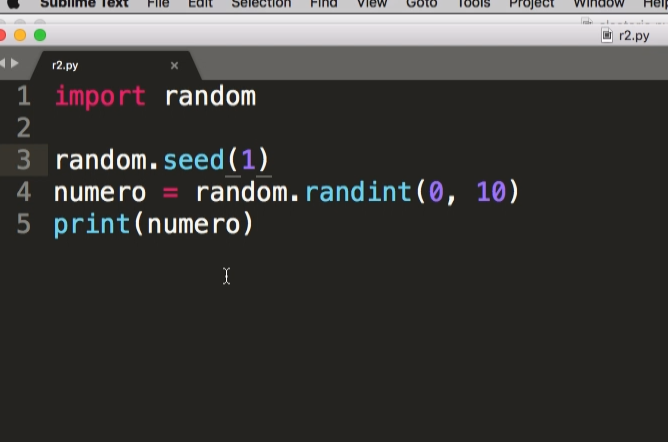 Sublime Text File Edit Selection Find View Goto Tools Project Window Help
r2.py
r2.py ×
1 import random
2
3 random.seed(1)
4 numero = random.randint(0, 10)
5 print(numero)